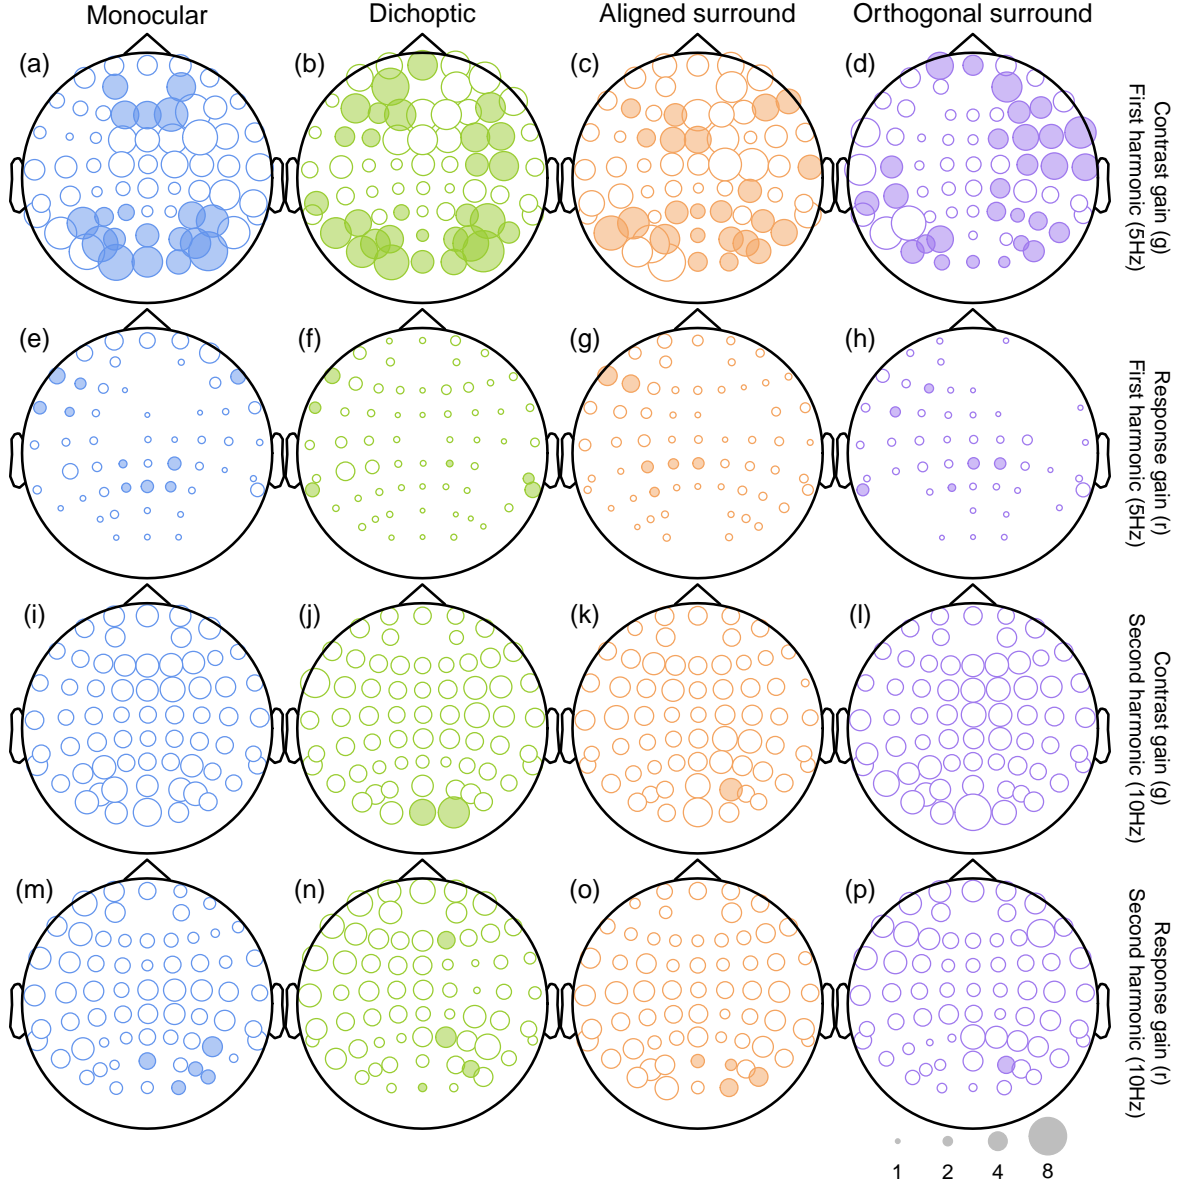 Monocular
Dichoptic
Aligned surround
Orthogonal surround
(a)
(b)
(c)
(d)
Contrast gain (g)
First harmonic (5Hz)
(e)
(f)
(g)
(h)
Response gain (r)
First harmonic (5Hz)
(i)
(j)
(k)
(l)
Contrast gain (g)
Second harmonic (10Hz)
(m)
(n)
(o)
(p)
Response gain (r)
Second harmonic (10Hz)
1
2
4
8